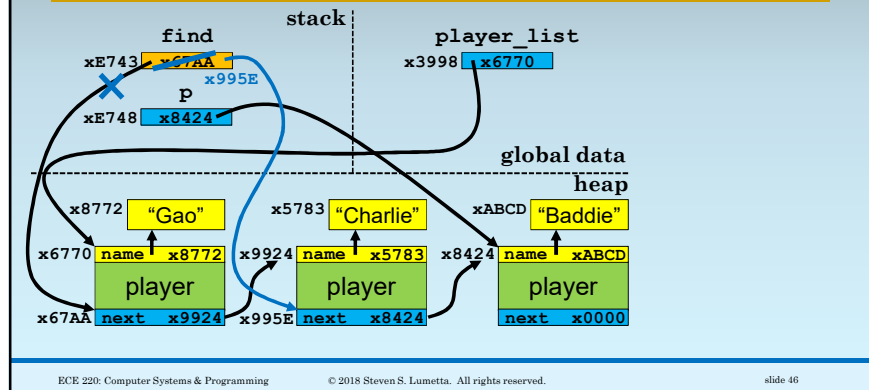 stack
find
player_list
xE743 x67AA
x3998 x6770
x995E
p
xE748 x8424
global data
heap
x8772 “Gao” x5783 “Charlie” xABCD “Baddie”
x6770 name x8772 x9924 name x5783 x8424 name xABCD
player player player
x67AA next x9924 x995E next x8424 next x0000
ECE 220: Computer Systems & Programming © 2018 Steven S. Lumetta. All rights reserved. slide 46